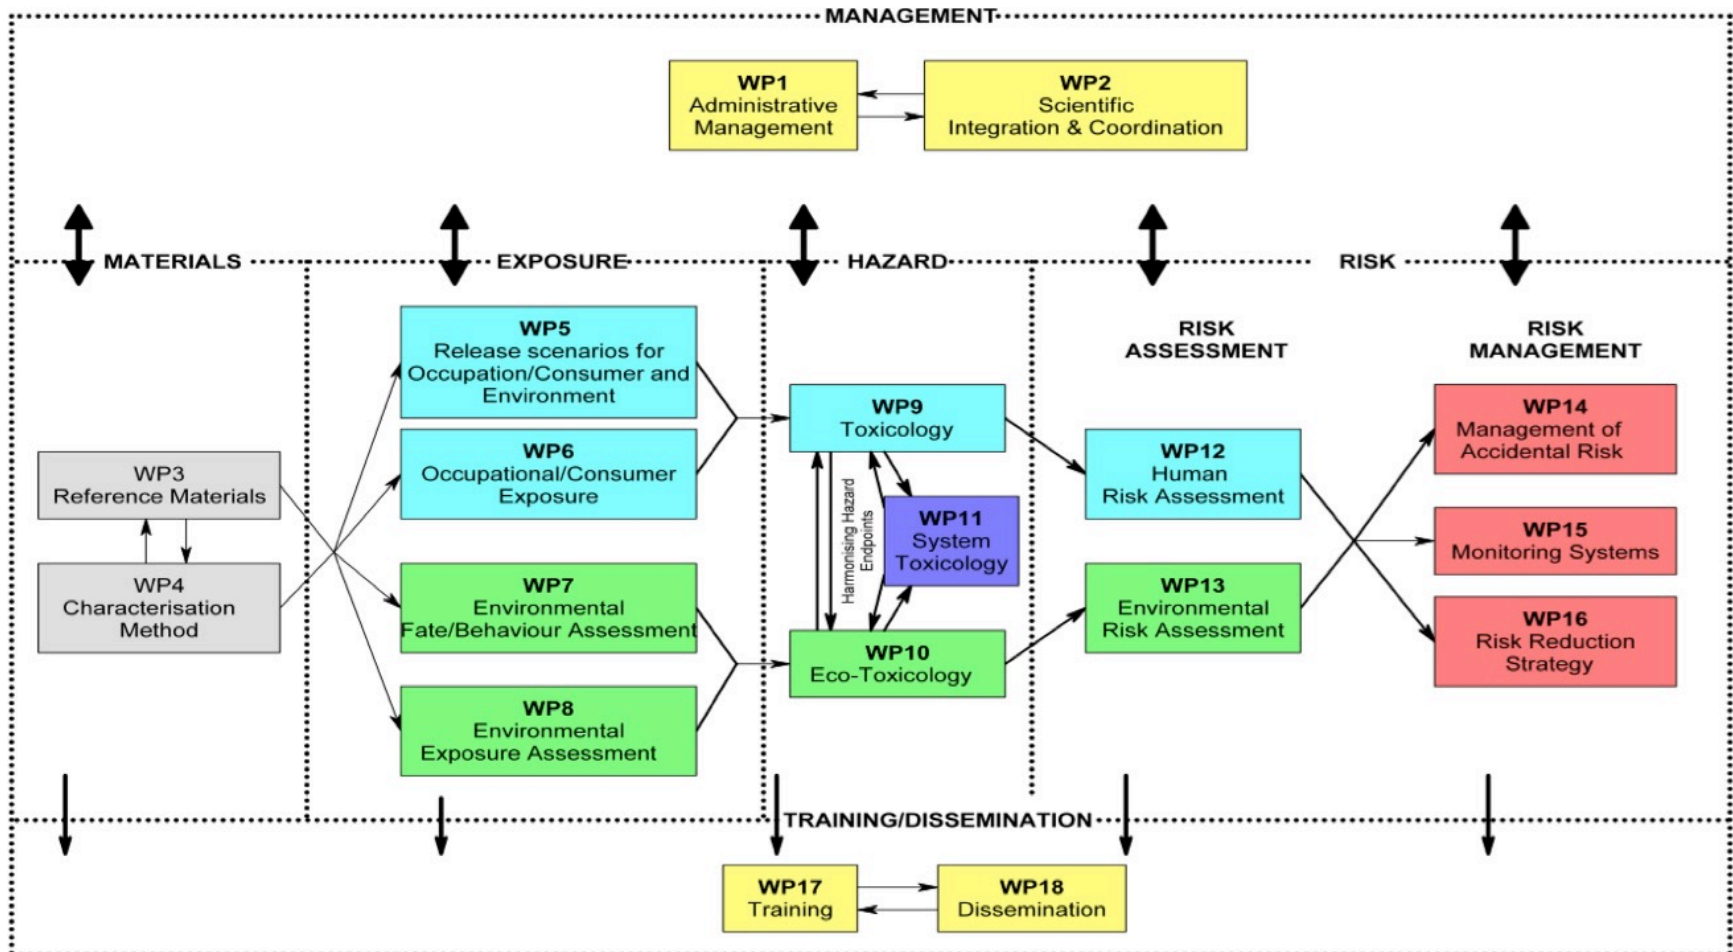 MANAGEMENT
WP1
Administrative
Management
WP2
Scientific
Integration & Coordination
MATERIALS
EXPOSURE
HAZARD
RISK
WP3
Reference Materials
WP4
Characterisation
Method
WP5
Release scenarios for
Occupation/Consumer and
Environment
WP6
Occupational/Consumer
Exposure
WP7
Environmental
Fate/Behaviour Assessment
WP8
Environmental
Exposure Assessment
WP9
Toxicology
Harmonising Hazard
Endpoints
WP11
System
Toxicology
WP10
Eco-Toxicology
RISK
ASSESSMENT
WP12
Human
Risk Assessment
WP13
Environmental
Risk Assessment
RISK
MANAGEMENT
WP14
Management of
Accidental Risk
WP15
Monitoring Systems
WP16
Risk Reduction
Strategy
TRAINING/DISSEMINATION
WP17
Training
WP18
Dissemination